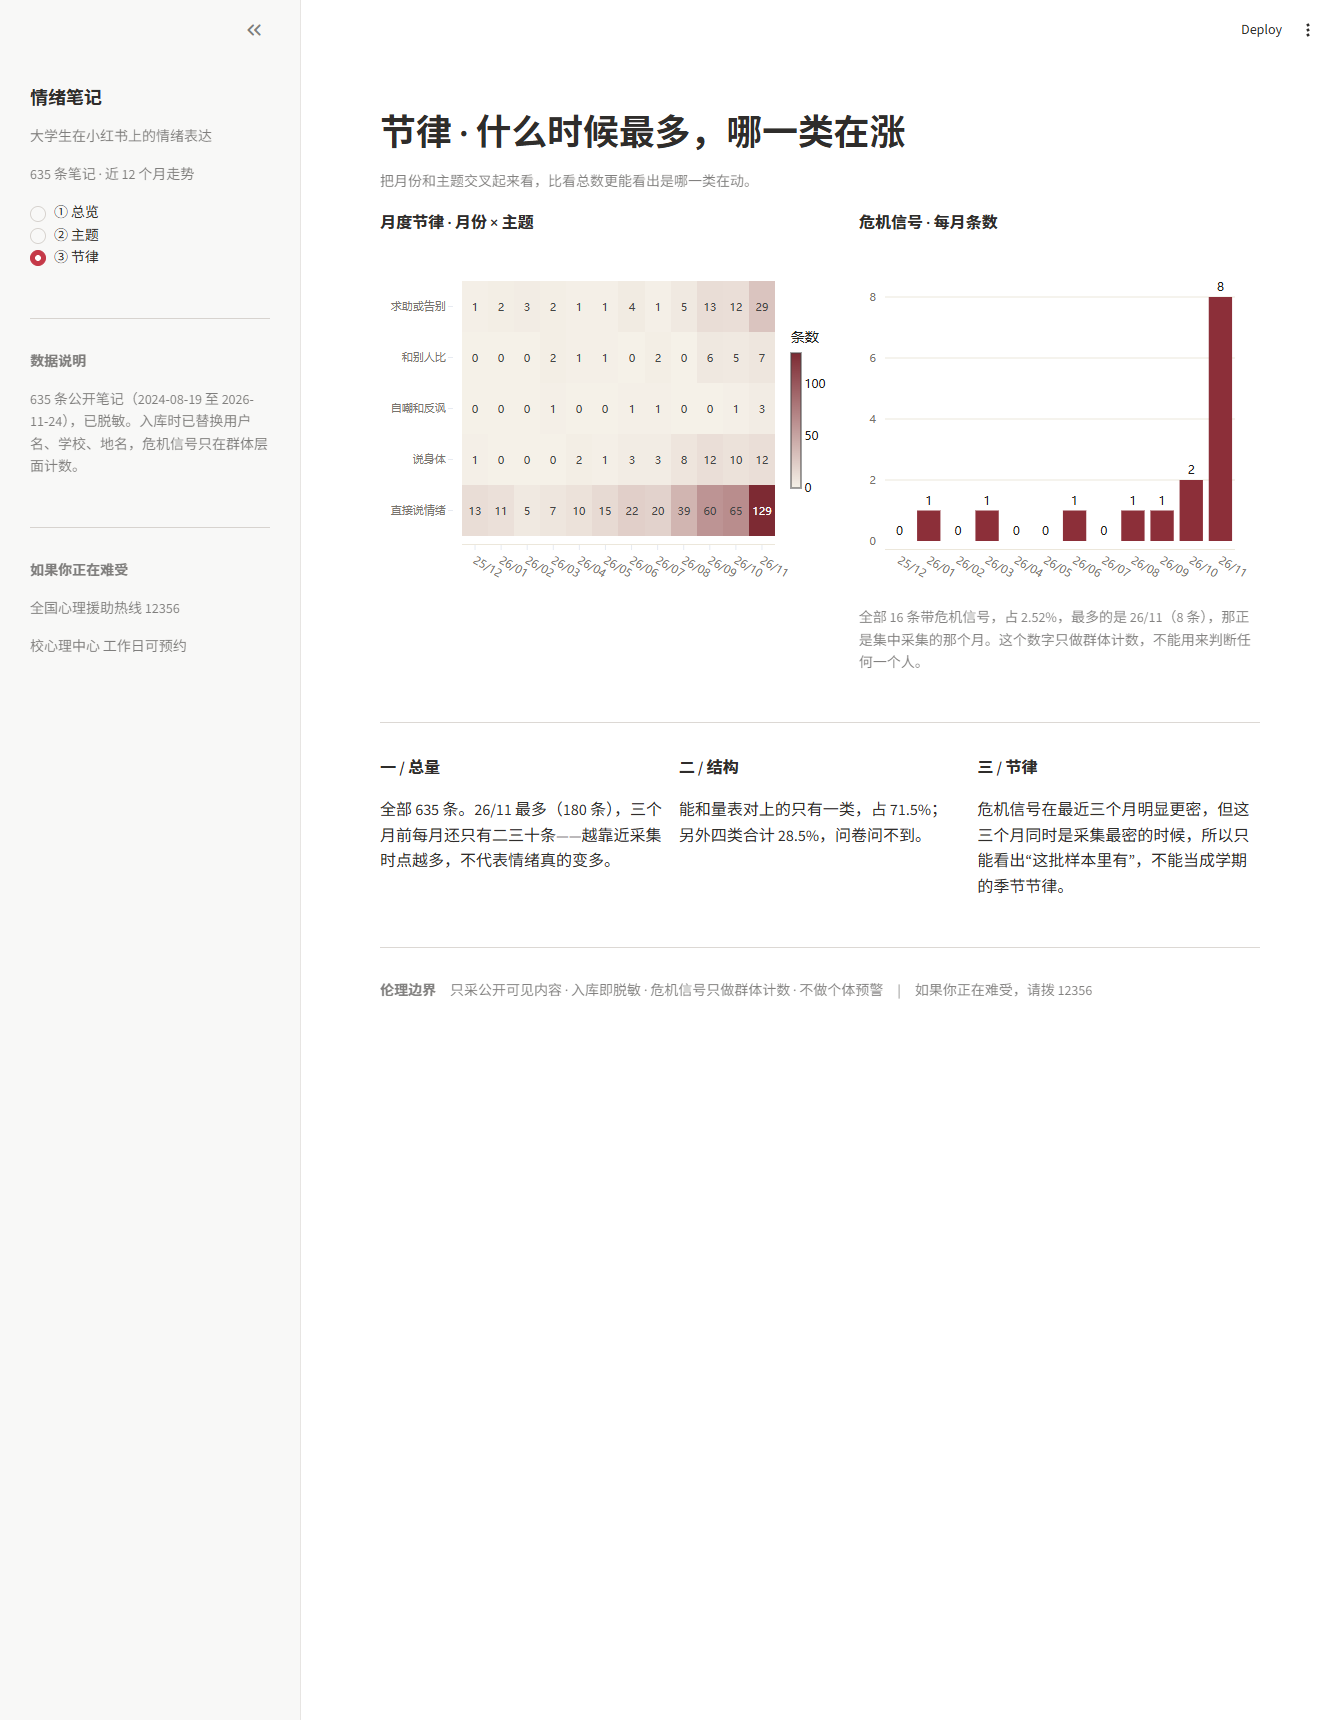 Deploy
情绪笔记
大学生在小红书上的情绪表达
635 条笔记 · 近 12 个月走势
① 总览
② 主题
③ 节律
数据说明
635 条公开笔记（2024-08-19 至 2026-
11-24），已脱敏。入库时已替换用户
名、学校、地名，危机信号只在群体层
面计数。
如果你正在难受
全国心理援助热线 12356
校心理中心 工作日可预约
节律 · 什么时候最多，哪一类在涨
把月份和主题交叉起来看，比看总数更能看出是哪一类在动。
月度节律 · 月份 × 主题
求助或告别 1 2 3 2 1 1 4 1 5 13 12 29
和别人比 0 0 0 2 1 1 0 2 0 6 5 7
自嘲和反讽 0 0 0 1 0 0 1 1 0 0 1 3
说身体 1 0 0 0 2 1 3 3 8 12 10 12
直接说情绪 13 11 5 7 10 15 22 20 39 60 65 129
25/12 26/01 26/02 26/03 26/04 26/05 26/06 26/07 26/08 26/09 26/10 26/11
条数
100
50
0
危机信号 · 每月条数
8
6
4
2
0
0 1 0 1 0 0 1 0 1 1 2 8
25/12 26/01 26/02 26/03 26/04 26/05 26/06 26/07 26/08 26/09 26/10 26/11
全部 16 条带危机信号，占 2.52%，最多的是 26/11（8 条），那正
是集中采集的那个月。这个数字只做群体计数，不能用来判断任
何一个人。
一 / 总量
全部 635 条。26/11 最多（180 条），三个
月前每月还只有二三十条——越靠近采集
时点越多，不代表情绪真的变多。
二 / 结构
能和量表对上的只有一类，占 71.5%；
另外四类合计 28.5%，问卷问不到。
三 / 节律
危机信号在最近三个月明显更密，但这
三个月同时是采集最密的时候，所以只
能看出“这批样本里有”，不能当成学期
的季节节律。
伦理边界 只采公开可见内容 · 入库即脱敏 · 危机信号只做群体计数 · 不做个体预警 | 如果你正在难受，请拨 12356